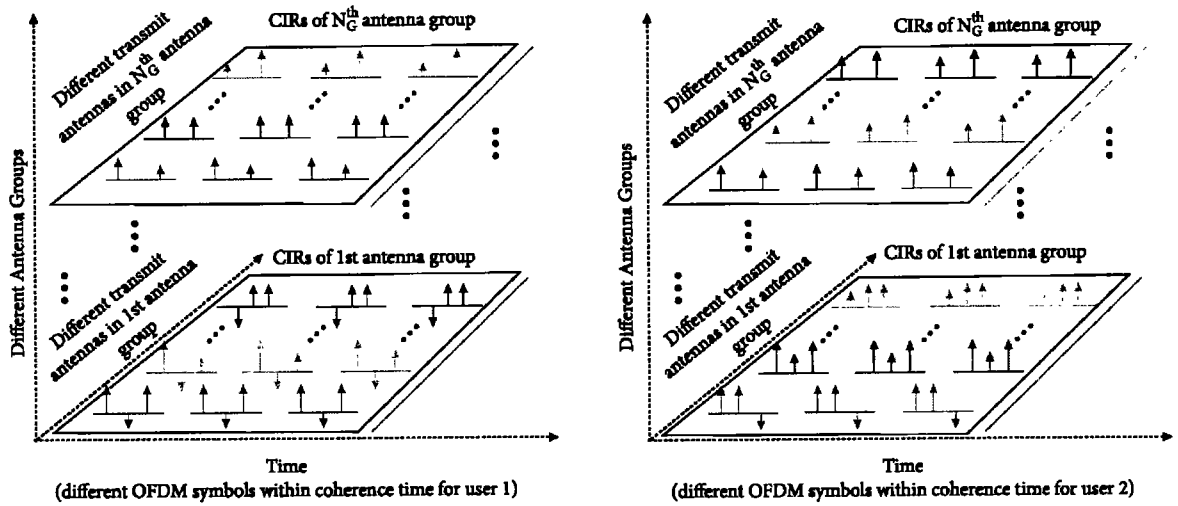 CIRs of N_G^th antenna group
Different transmit
antennas in N_G^th antenna
group
Different Antenna Groups
CIRs of 1st antenna group
Different transmit
antennas in 1st antenna
group
Time
(different OFDM symbols within coherence time for user 1)
CIRs of N_G^th antenna group
Different transmit
antennas in N_G^th antenna
group
Different Antenna Groups
CIRs of 1st antenna group
Different transmit
antennas in 1st antenna
group
Time
(different OFDM symbols within coherence time for user 2)